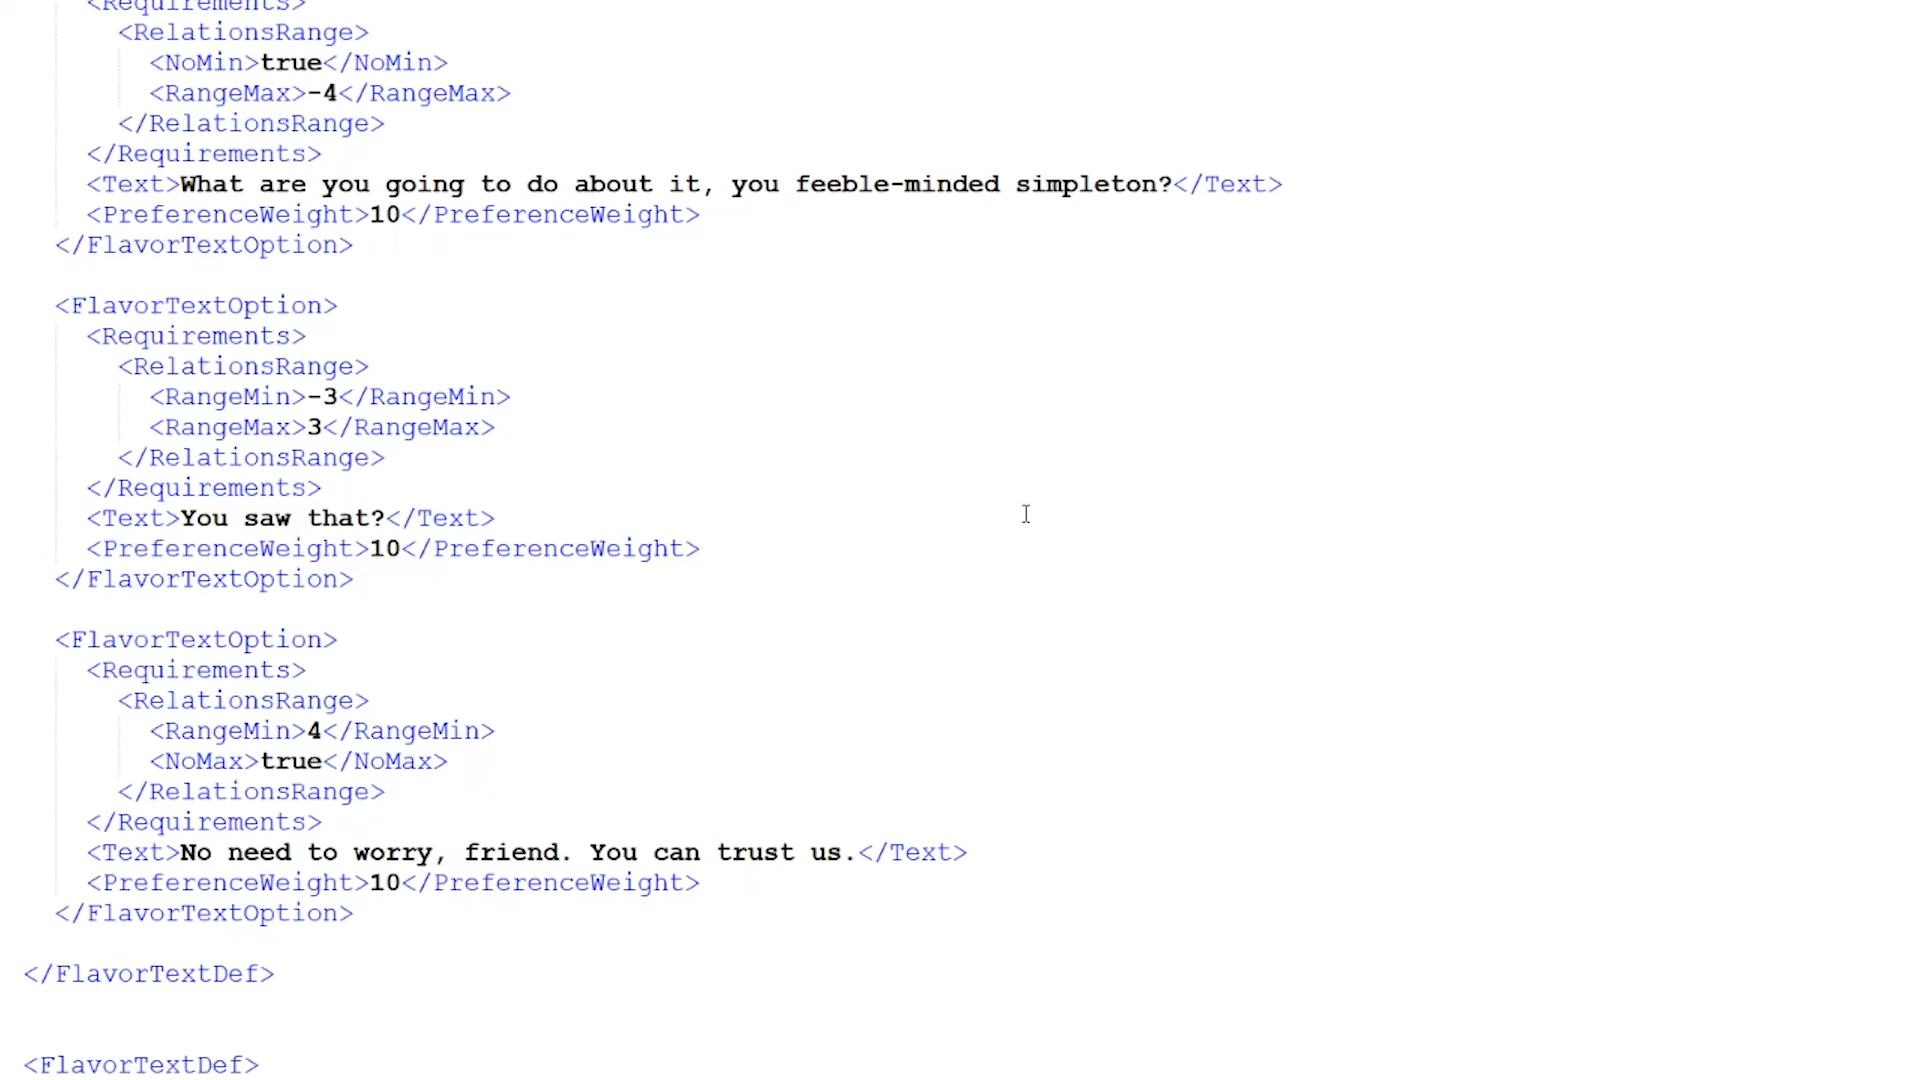 <Requirements>
<RelationsRange>
<NoMin>true</NoMin>
<RangeMax>-4</RangeMax>
</RelationsRange>
</Requirements>
<Text>What are you going to do about it, you feeble-minded simpleton?</Text>
<PreferenceWeight>10</PreferenceWeight>
</FlavorTextOption>
<FlavorTextOption>
<Requirements>
<RelationsRange>
<RangeMin>-3</RangeMin>
<RangeMax>3</RangeMax>
</RelationsRange>
</Requirements>
<Text>You saw that?</Text>
<PreferenceWeight>10</PreferenceWeight>
</FlavorTextOption>
<FlavorTextOption>
<Requirements>
<RelationsRange>
<RangeMin>4</RangeMin>
<NoMax>true</NoMax>
</RelationsRange>
</Requirements>
<Text>No need to worry, friend. You can trust us.</Text>
<PreferenceWeight>10</PreferenceWeight>
</FlavorTextOption>
</FlavorTextDef>
<FlavorTextDef>